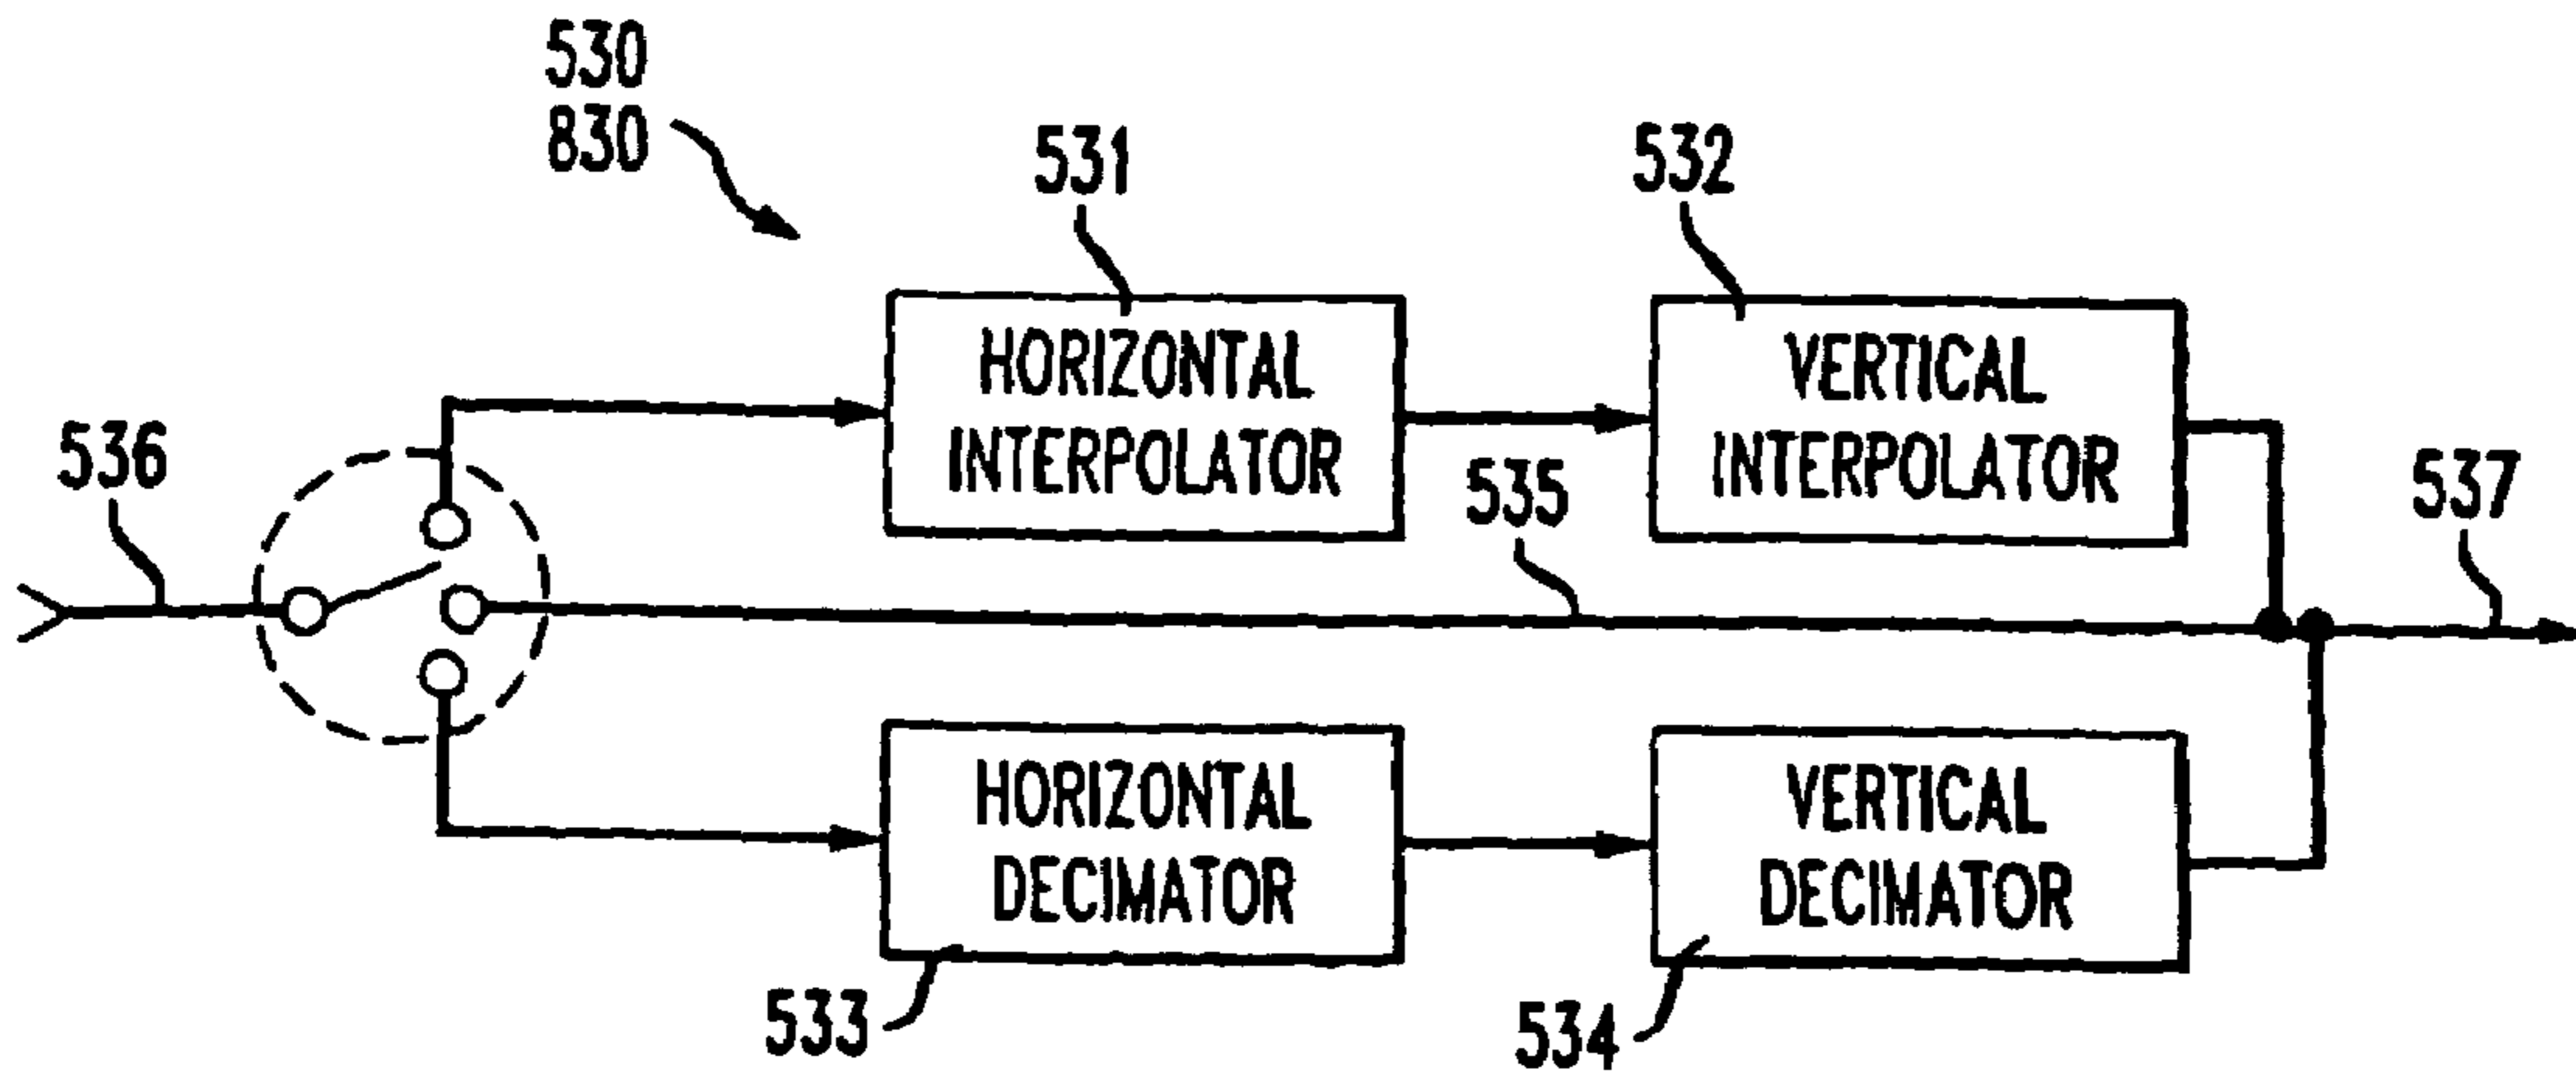 530
830
531
532
HORIZONTAL
INTERPOLATOR
VERTICAL
INTERPOLATOR
536
535
537
HORIZONTAL
DECIMATOR
VERTICAL
DECIMATOR
533
534